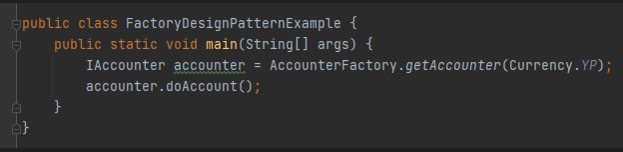 public class FactoryDesignPatternExample {
    public static void main(String[] args) {
        IAccounter accounter = AccounterFactory.getAccounter(Currency.YP);
        accounter.doAccount();
    }
}